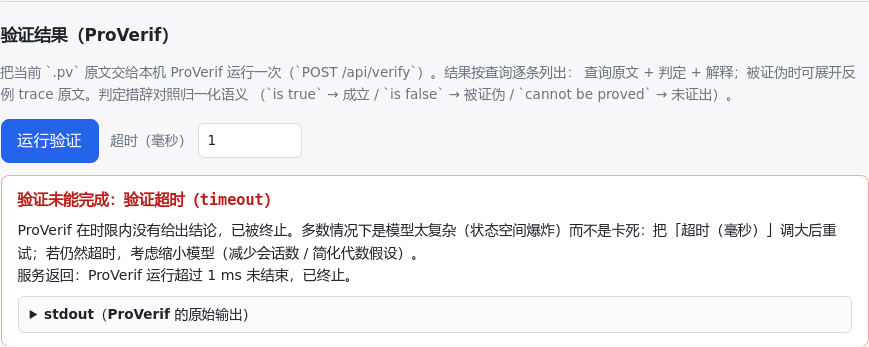 验证结果（ProVerif）
把当前 `.pv` 原文交给本机 ProVerif 运行一次（`POST /api/verify`）。结果按查询逐条列出： 查询原文 + 判定 + 解释；被证伪时可展开反
例 trace 原文。判定措辞对照归一化语义 （`is true` → 成立 / `is false` → 被证伪 / `cannot be proved` → 未证出）。
运行验证 超时（毫秒） 1
验证未能完成：验证超时（timeout）
ProVerif 在时限内没有给出结论，已被终止。多数情况下是模型太复杂（状态空间爆炸）而不是卡死：把「超时（毫秒）」调大后重
试；若仍然超时，考虑缩小模型（减少会话数 / 简化代数假设）。
服务返回：ProVerif 运行超过 1 ms 未结束，已终止。
▶ stdout（ProVerif 的原始输出）